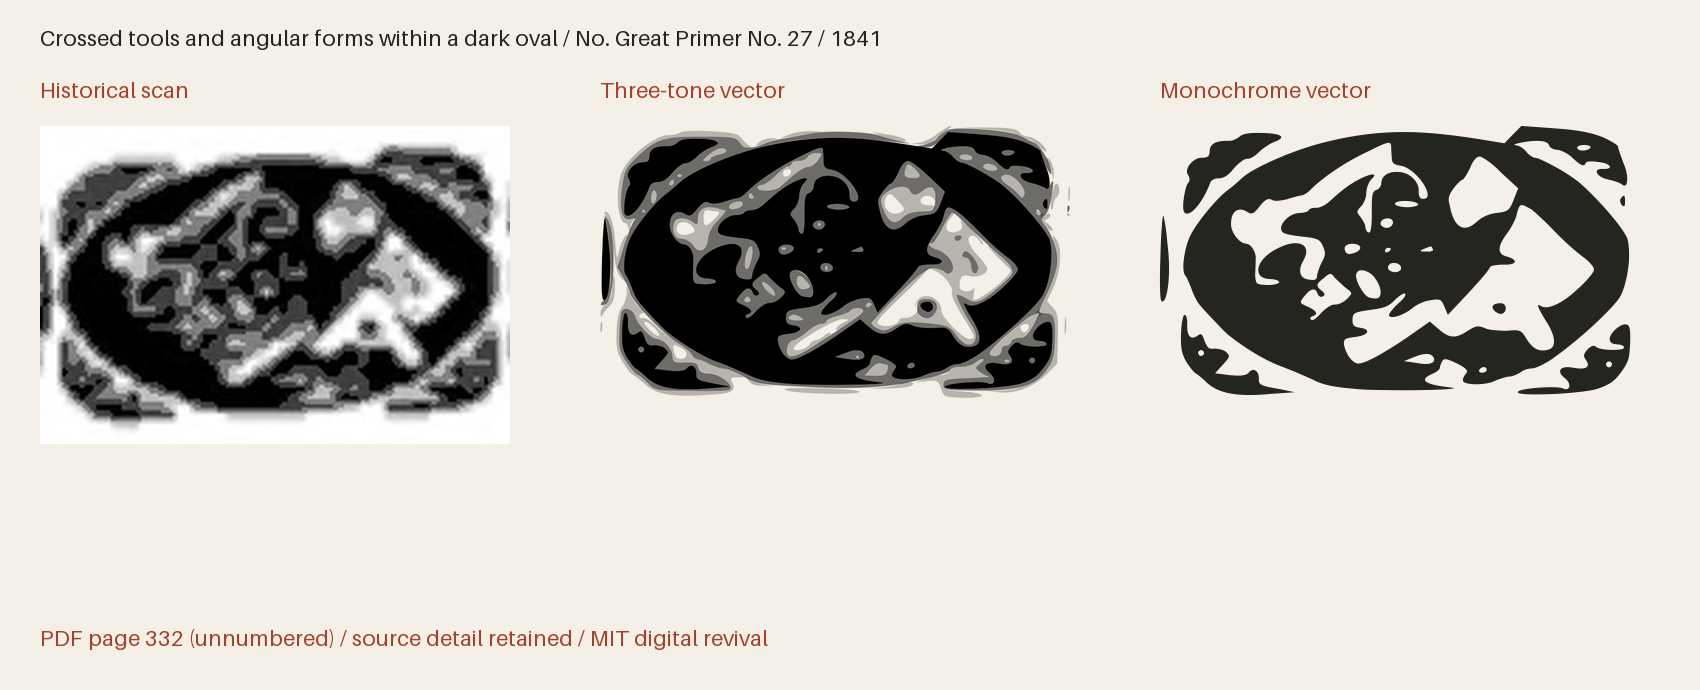 Crossed tools and angular forms within a dark oval / No. Great Primer No. 27 / 1841
Historical scan
Three-tone vector
Monochrome vector
PDF page 332 (unnumbered) / source detail retained / MIT digital revival